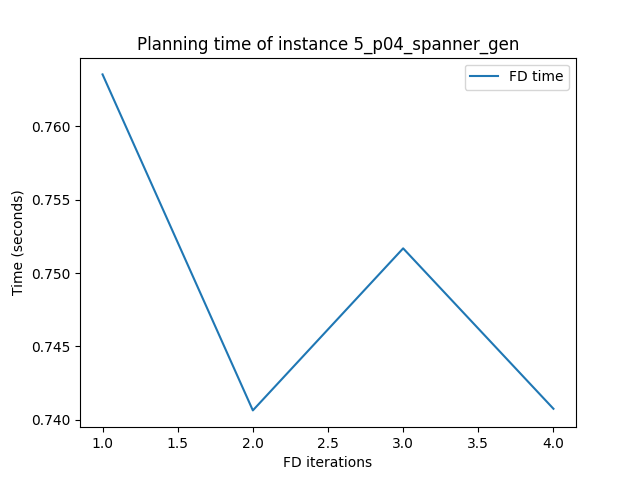 Planning time of instance 5_p04_spanner_gen
FD time
0.760
0.755
0.750
0.745
0.740
Time (seconds)
1.0 1.5 2.0 2.5 3.0 3.5 4.0
FD iterations